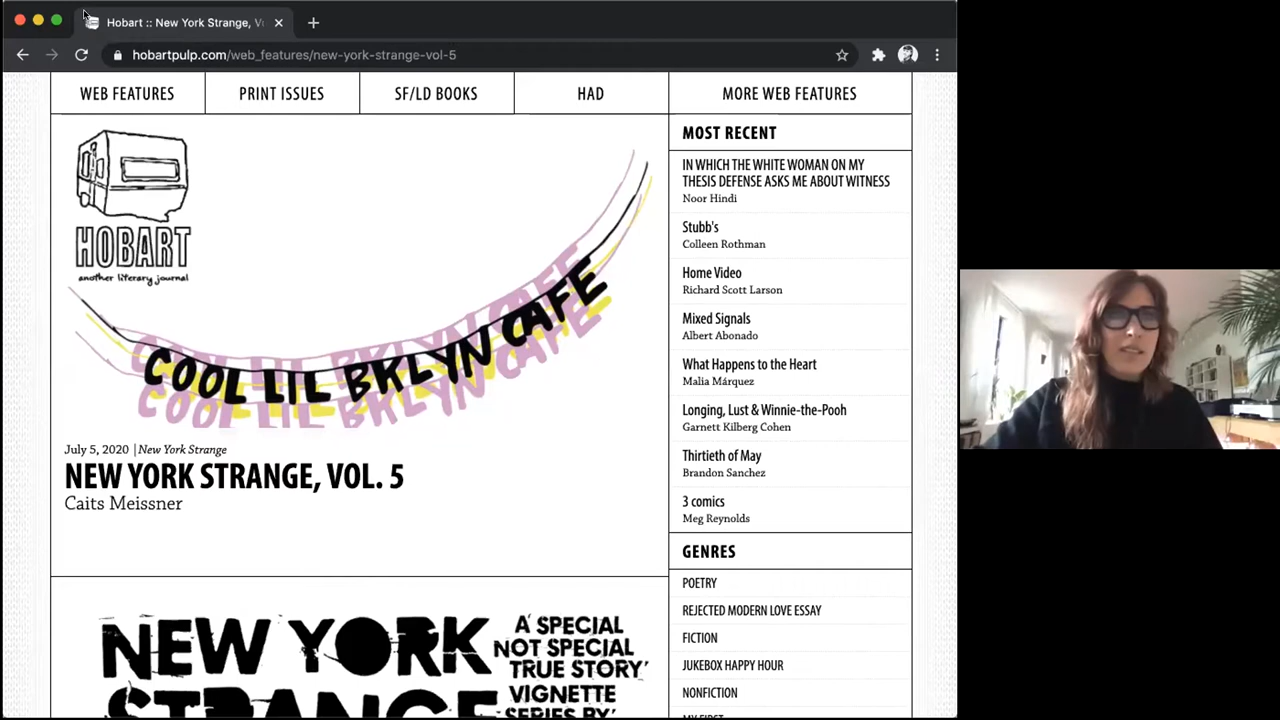 Hobart :: New York Strange, Vo
hobartpulp.com/web_features/new-york-strange-vol-5
WEB FEATURES
PRINT ISSUES
SF/LD BOOKS
HAD
MORE WEB FEATURES
HOBART
another literary journal
COOL LIL BKLYN CAFE
July 5, 2020 | New York Strange
NEW YORK STRANGE, VOL. 5
Caits Meissner
NEW YORK
STRANGE
A SPECIAL
NOT SPECIAL
'TRUE STORY'
VIGNETTE
SERIES BY
MOST RECENT
IN WHICH THE WHITE WOMAN ON MY
THESIS DEFENSE ASKS ME ABOUT WITNESS
Noor Hindi
Stubb's
Colleen Rothman
Home Video
Richard Scott Larson
Mixed Signals
Albert Abonado
What Happens to the Heart
Malia Márquez
Longing, Lust & Winnie-the-Pooh
Garnett Kilberg Cohen
Thirtieth of May
Brandon Sanchez
3 comics
Meg Reynolds
GENRES
POETRY
REJECTED MODERN LOVE ESSAY
FICTION
JUKEBOX HAPPY HOUR
NONFICTION
MY FIRST